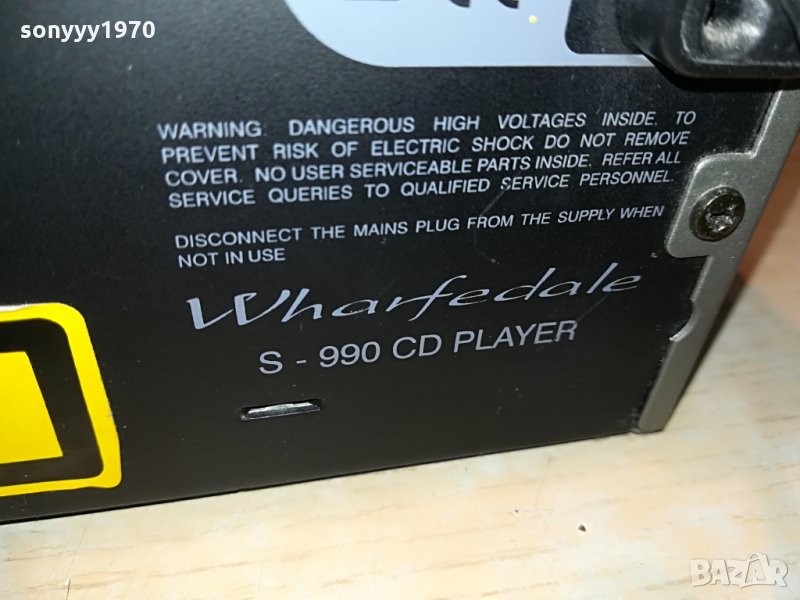 sonyyy1970
WARNING. DANGEROUS HIGH VOLTAGES INSIDE. TO
PREVENT RISK OF ELECTRIC SHOCK DO NOT REMOVE
COVER. NO USER SERVICEABLE PARTS INSIDE. REFER ALL
SERVICE QUERIES TO QUALIFIED SERVICE PERSONNEL.
DISCONNECT THE MAINS PLUG FROM THE SUPPLY WHEN
NOT IN USE
Wharfedale
S - 990 CD PLAYER
BAZAR